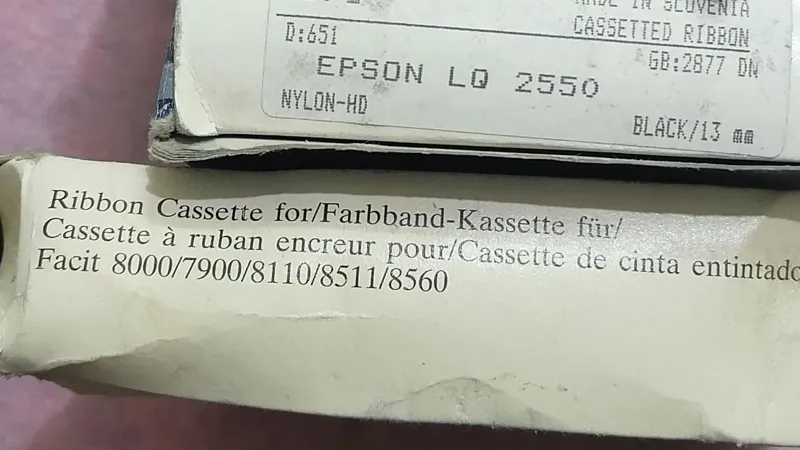 MADE IN SLOVENIA
CASSETTED RIBBON
D:651
GB:2877 DN
EPSON LQ 2550
NYLON-HD
BLACK/13 mm
Ribbon Cassette for/Farbband-Kassette für/
Cassette à ruban encreur pour/Cassette de cinta entintado
Facit 8000/7900/8110/8511/8560